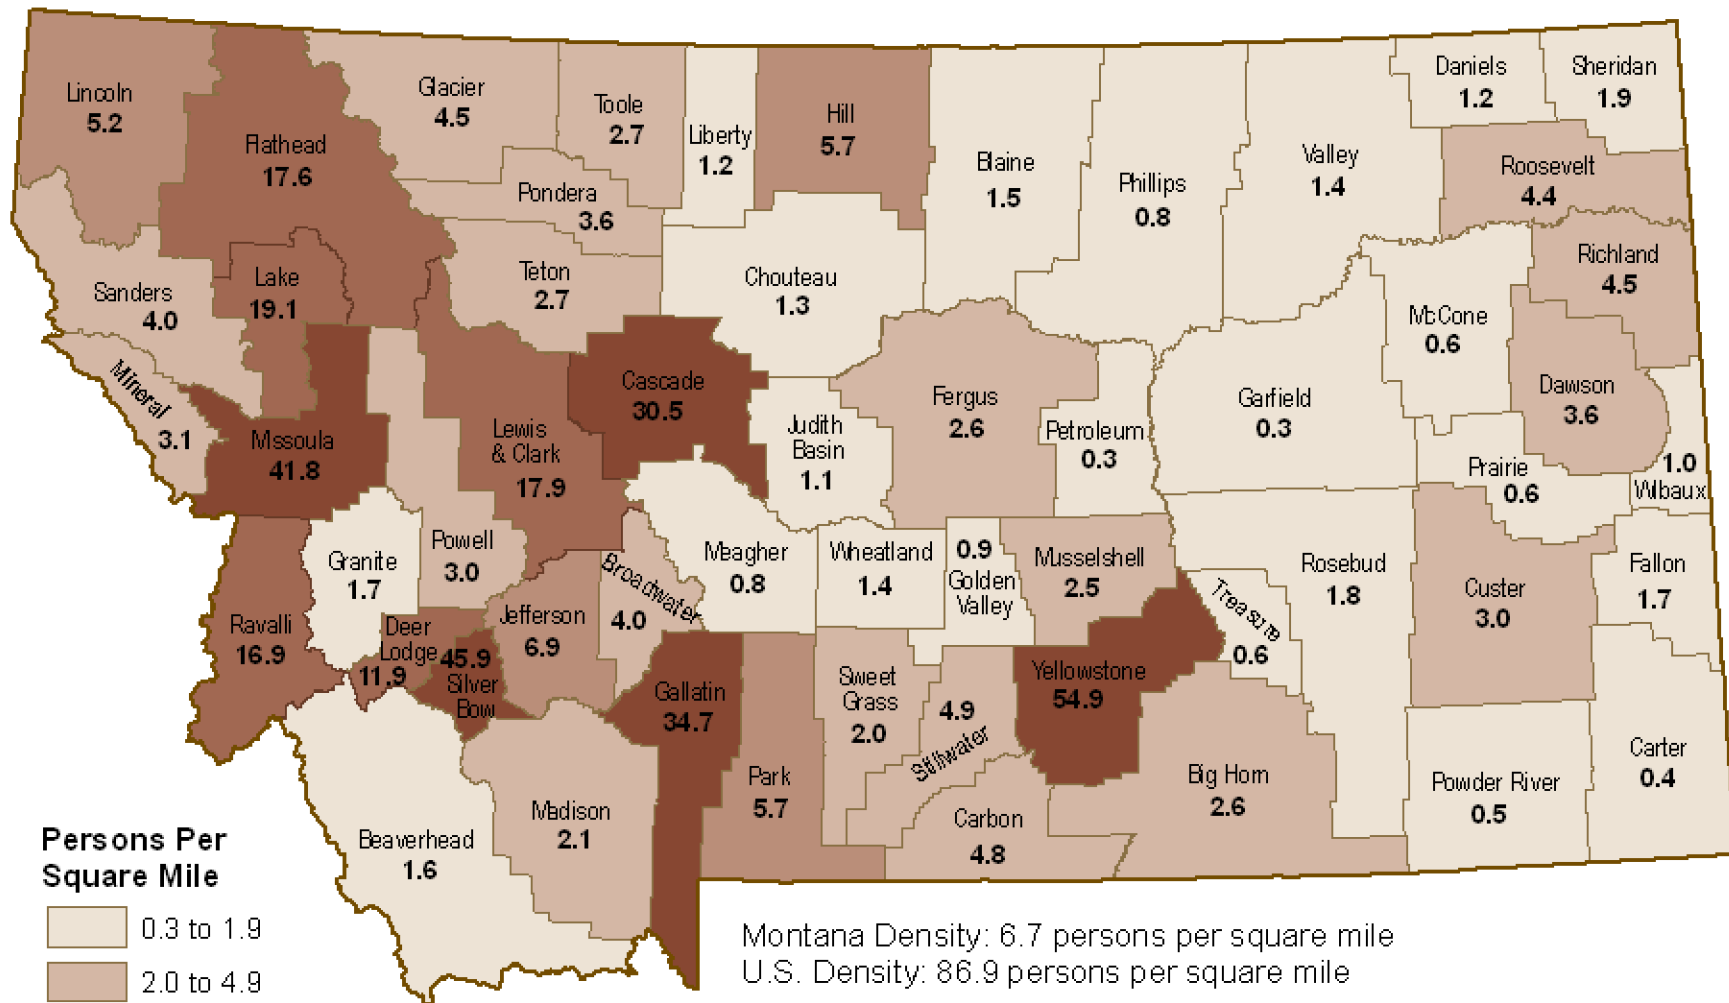 Lincoln
5.2
Flathead
17.6
Glacier
4.5
Toole
2.7
Liberty
1.2
Hill
5.7
Blaine
1.5
Phillips
0.8
Valley
1.4
Daniels
1.2
Sheridan
1.9
Roosevelt
4.4
Pondera
3.6
Teton
2.7
Chouteau
1.3
Richland
4.5
McCone
0.6
Sanders
4.0
Lake
19.1
Mineral
3.1
Missoula
41.8
Lewis
& Clark
17.9
Cascade
30.5
Judith
Basin
1.1
Fergus
2.6
Petroleum
0.3
Garfield
0.3
Dawson
3.6
Prairie
0.6
1.0
Wibaux
Granite
1.7
Powell
3.0
Broadwater
4.0
Meagher
0.8
Wheatland
1.4
0.9
Golden
Valley
Musselshell
2.5
Treasure
0.6
Rosebud
1.8
Custer
3.0
Fallon
1.7
Ravalli
16.9
Deer
Lodge
11.9
45.9
Silver
Bow
Jefferson
6.9
Gallatin
34.7
Park
5.7
Sweet
Grass
2.0
4.9
Stillwater
Yellowstone
54.9
Big Horn
2.6
Powder River
0.5
Carter
0.4
Beaverhead
1.6
Madison
2.1
Carbon
4.8
Persons Per
Square Mile
0.3 to 1.9
2.0 to 4.9
Montana Density: 6.7 persons per square mile
U.S. Density: 86.9 persons per square mile